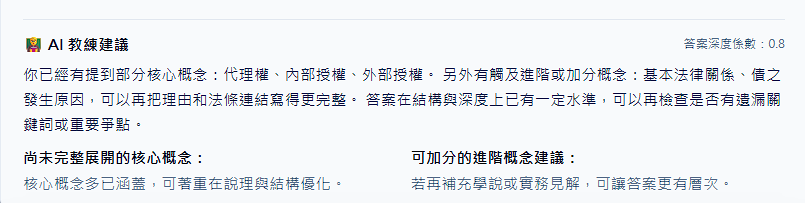 AI 教練建議
答案深度係數：0.8
你已經有提到部分核心概念：代理權、內部授權、外部授權。 另外有觸及進階或加分概念：基本法律關係、債之
發生原因，可以再把理由和法條連結寫得更完整。 答案在結構與深度上已有一定水準，可以再檢查是否有遺漏關
鍵詞或重要爭點。
尚未完整展開的核心概念：
核心概念多已涵蓋，可著重在說理與結構優化。
可加分的進階概念建議：
若再補充學說或實務見解，可讓答案更有層次。